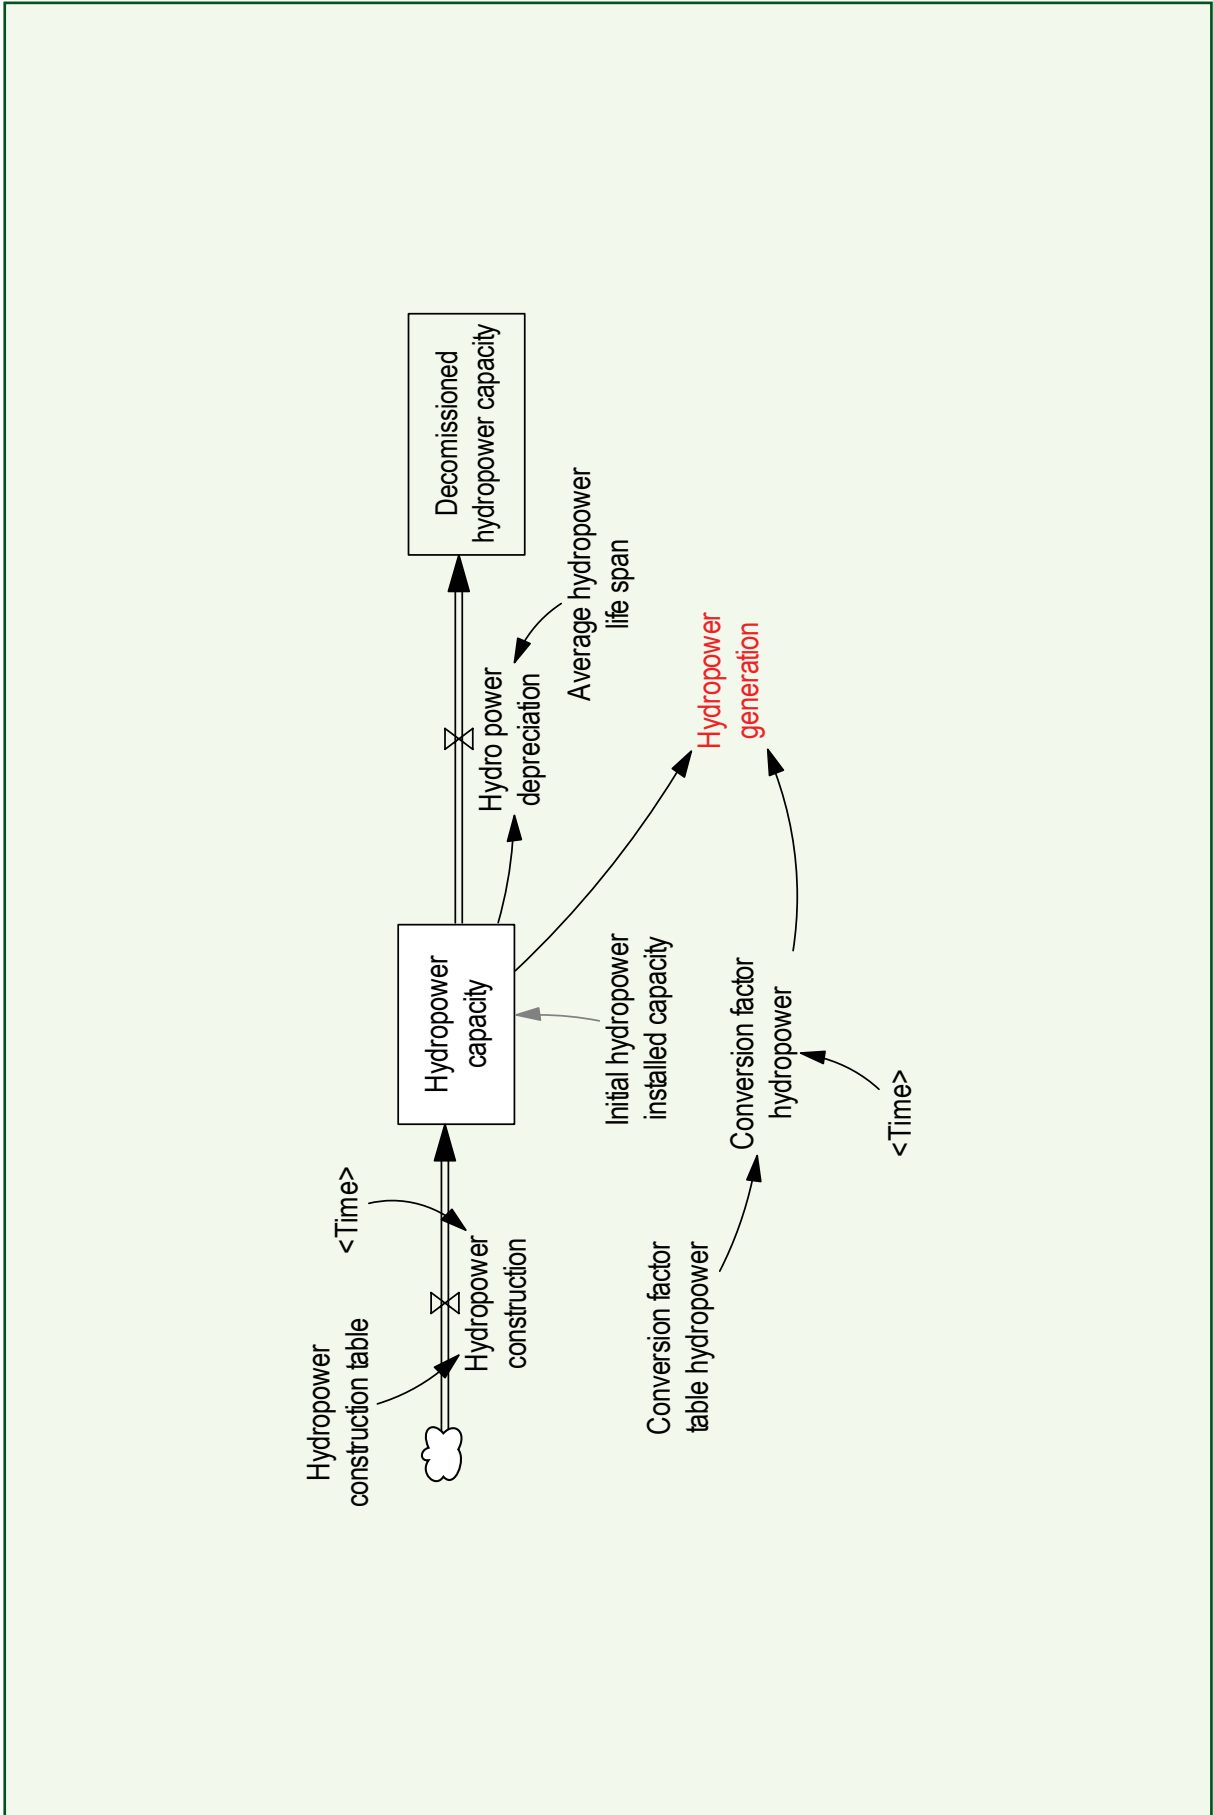 Hydropower
construction table
<Time>
Hydropower
construction
Hydropower
capacity
Hydro power
depreciation
Decomissioned
hydropower capacity
Average hydropower
life span
Initial hydropower
installed capacity
Hydropower
generation
Conversion factor
table hydropower
Conversion factor
hydropower
<Time>